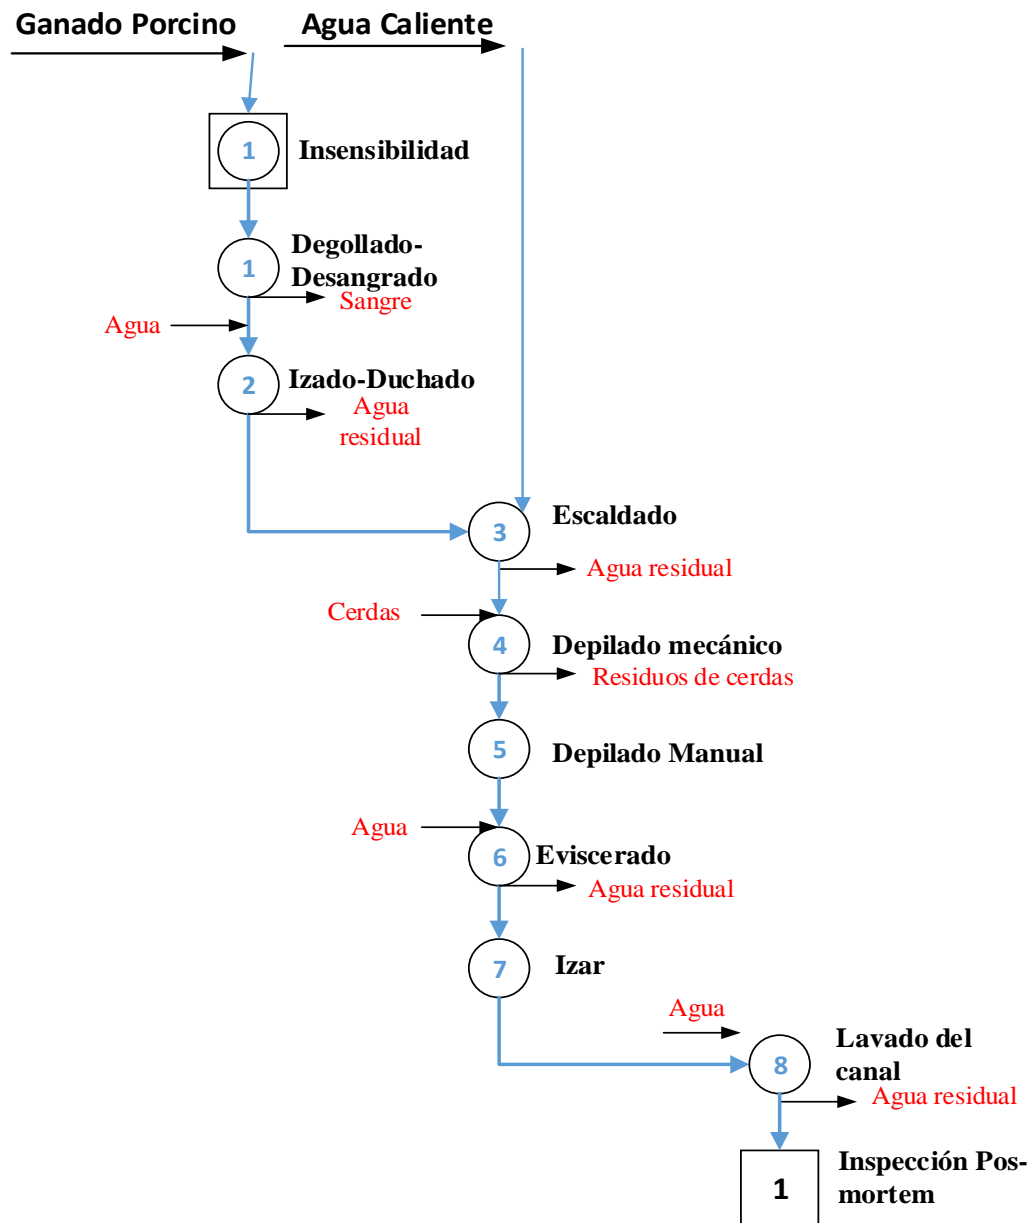 Ganado Porcino
Agua Caliente
1
Insensibilidad
1
Degollado-
Desangrado
Sangre
Agua
2
Izado-Duchado
Agua
residual
3
Escaldado
Agua residual
Cerdas
4
Depilado mecánico
Residuos de cerdas
5
Depilado Manual
Agua
6
Eviscerado
Agua residual
7
Izar
Agua
8
Lavado del
canal
Agua residual
1
Inspección Pos-
mortem